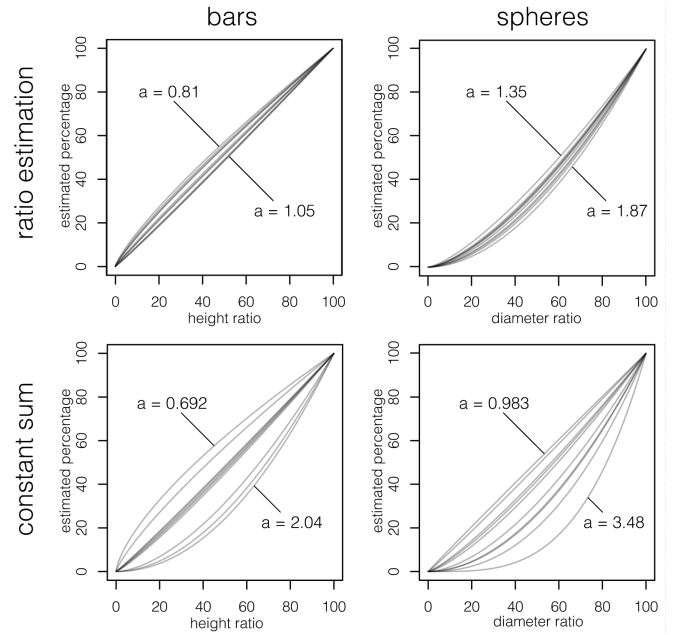 bars
spheres
ratio estimation
estimated percentage
0 20 40 60 80 100
a = 0.81
a = 1.05
0 20 40 60 80 100
height ratio
estimated percentage
0 20 40 60 80 100
a = 1.35
a = 1.87
0 20 40 60 80 100
diameter ratio
constant sum
estimated percentage
0 20 40 60 80 100
a = 0.692
a = 2.04
0 20 40 60 80 100
height ratio
estimated percentage
0 20 40 60 80 100
a = 0.983
a = 3.48
0 20 40 60 80 100
diameter ratio